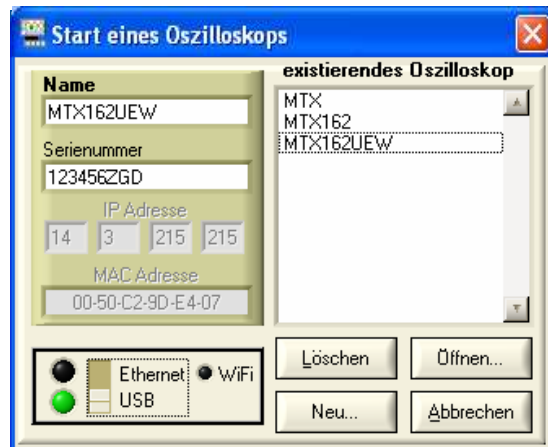 Start eines Oszilloskops
Name
MTX162UEW
Serienummer
123456ZGD
IP Adresse
14 3 215 215
MAC Adresse
00-50-C2-9D-E4-07
existierendes Oszilloskop
MTX
MTX162
MTX162UEW
Ethernet
USB
WiFi
Löschen
Öffnen...
Neu...
Abbrechen